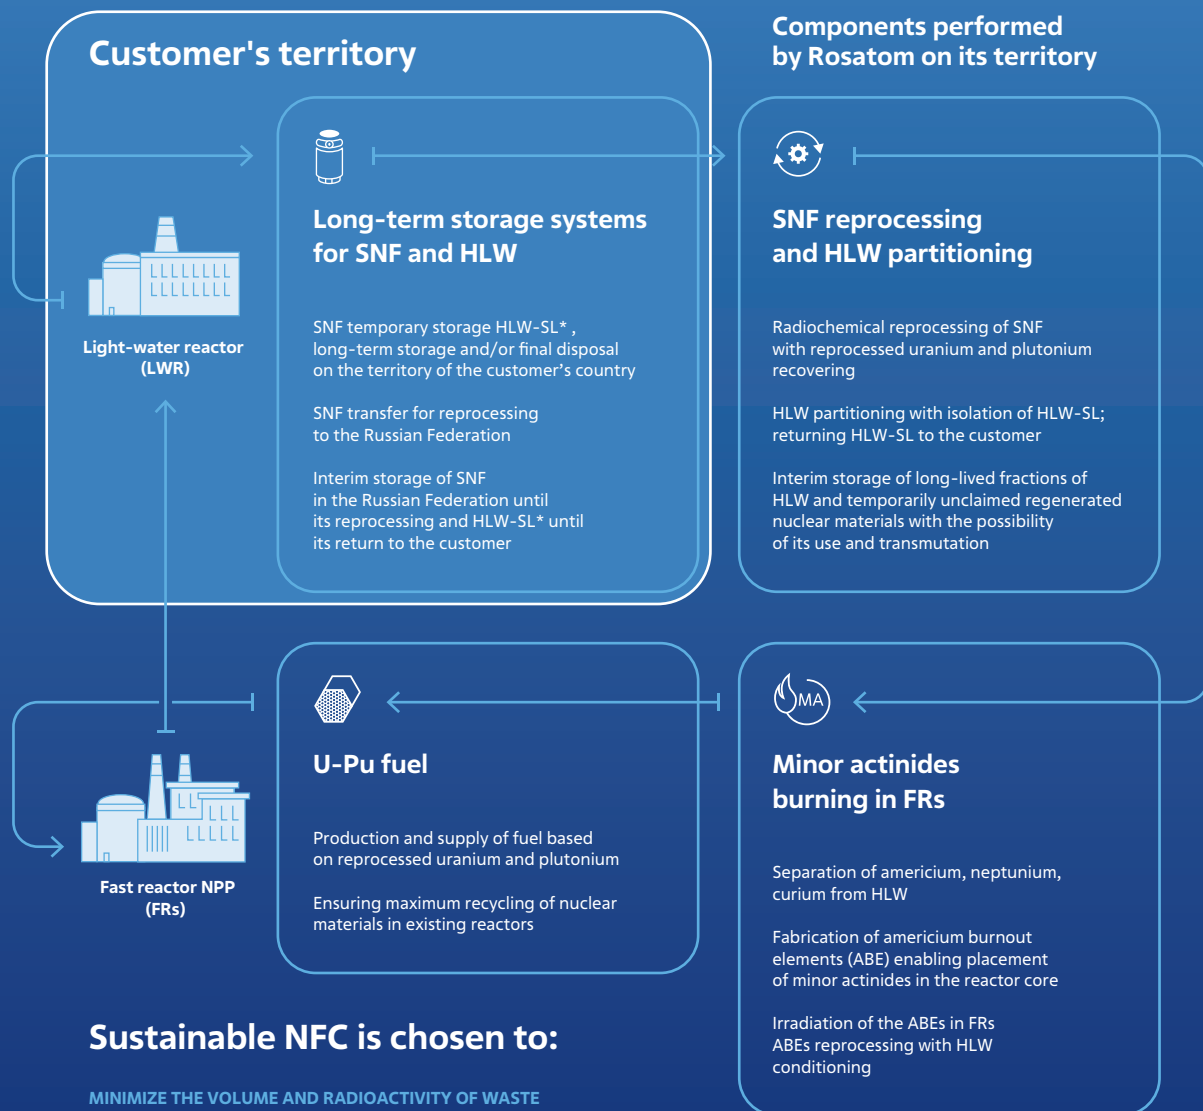 Customer's territory
Components performed
by Rosatom on its territory
Light-water reactor
(LWR)
Long-term storage systems
for SNF and HLW
SNF temporary storage HLW-SL* ,
long-term storage and/or final disposal
on the territory of the customer’s country
SNF transfer for reprocessing
to the Russian Federation
Interim storage of SNF
in the Russian Federation until
its reprocessing and HLW-SL* until
its return to the customer
SNF reprocessing
and HLW partitioning
Radiochemical reprocessing of SNF
with reprocessed uranium and plutonium
recovering
HLW partitioning with isolation of HLW-SL;
returning HLW-SL to the customer
Interim storage of long-lived fractions of
HLW and temporarily unclaimed regenerated
nuclear materials with the possibility
of its use and transmutation
Fast reactor NPP
(FRs)
U-Pu fuel
Production and supply of fuel based
on reprocessed uranium and plutonium
Ensuring maximum recycling of nuclear
materials in existing reactors
MA
Minor actinides
burning in FRs
Separation of americium, neptunium,
curium from HLW
Fabrication of americium burnout
elements (ABE) enabling placement
of minor actinides in the reactor core
Irradiation of the ABEs in FRs
ABEs reprocessing with HLW
conditioning
Sustainable NFC is chosen to:
MINIMIZE THE VOLUME AND RADIOACTIVITY OF WASTE